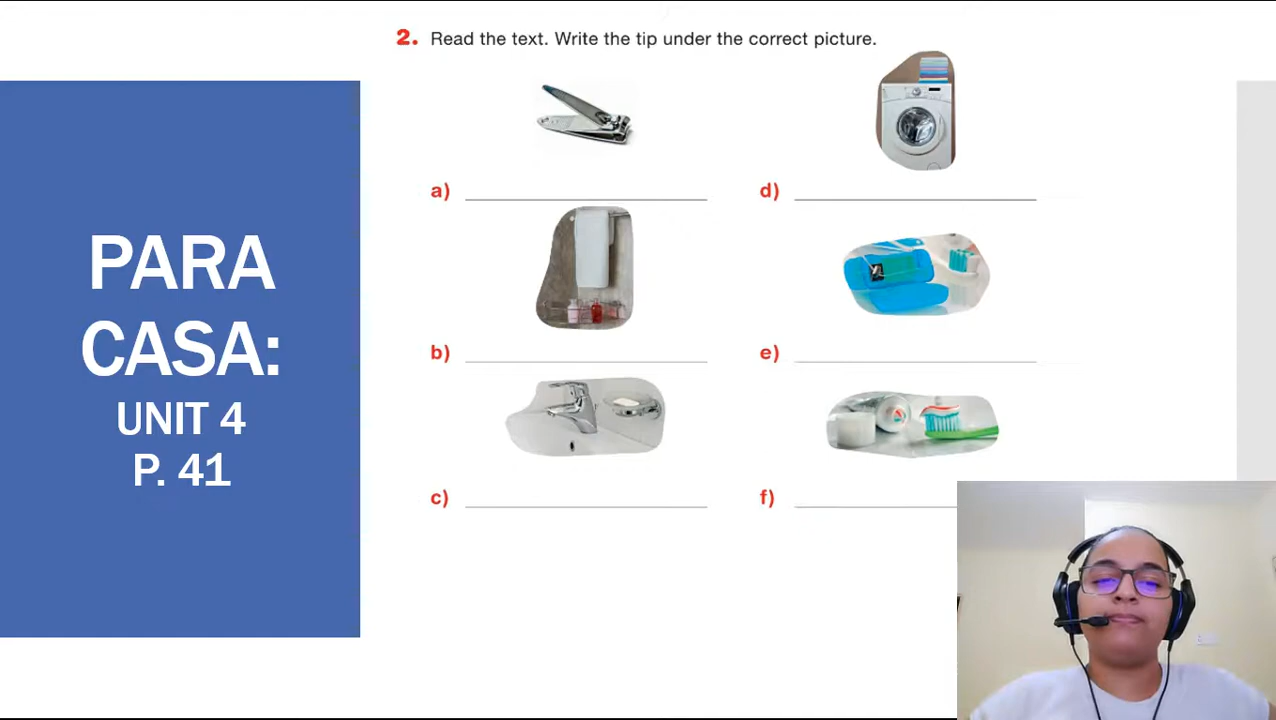 PARA
CASA:
UNIT 4
P. 41
2. Read the text. Write the tip under the correct picture.
a)
d)
b)
e)
c)
f)